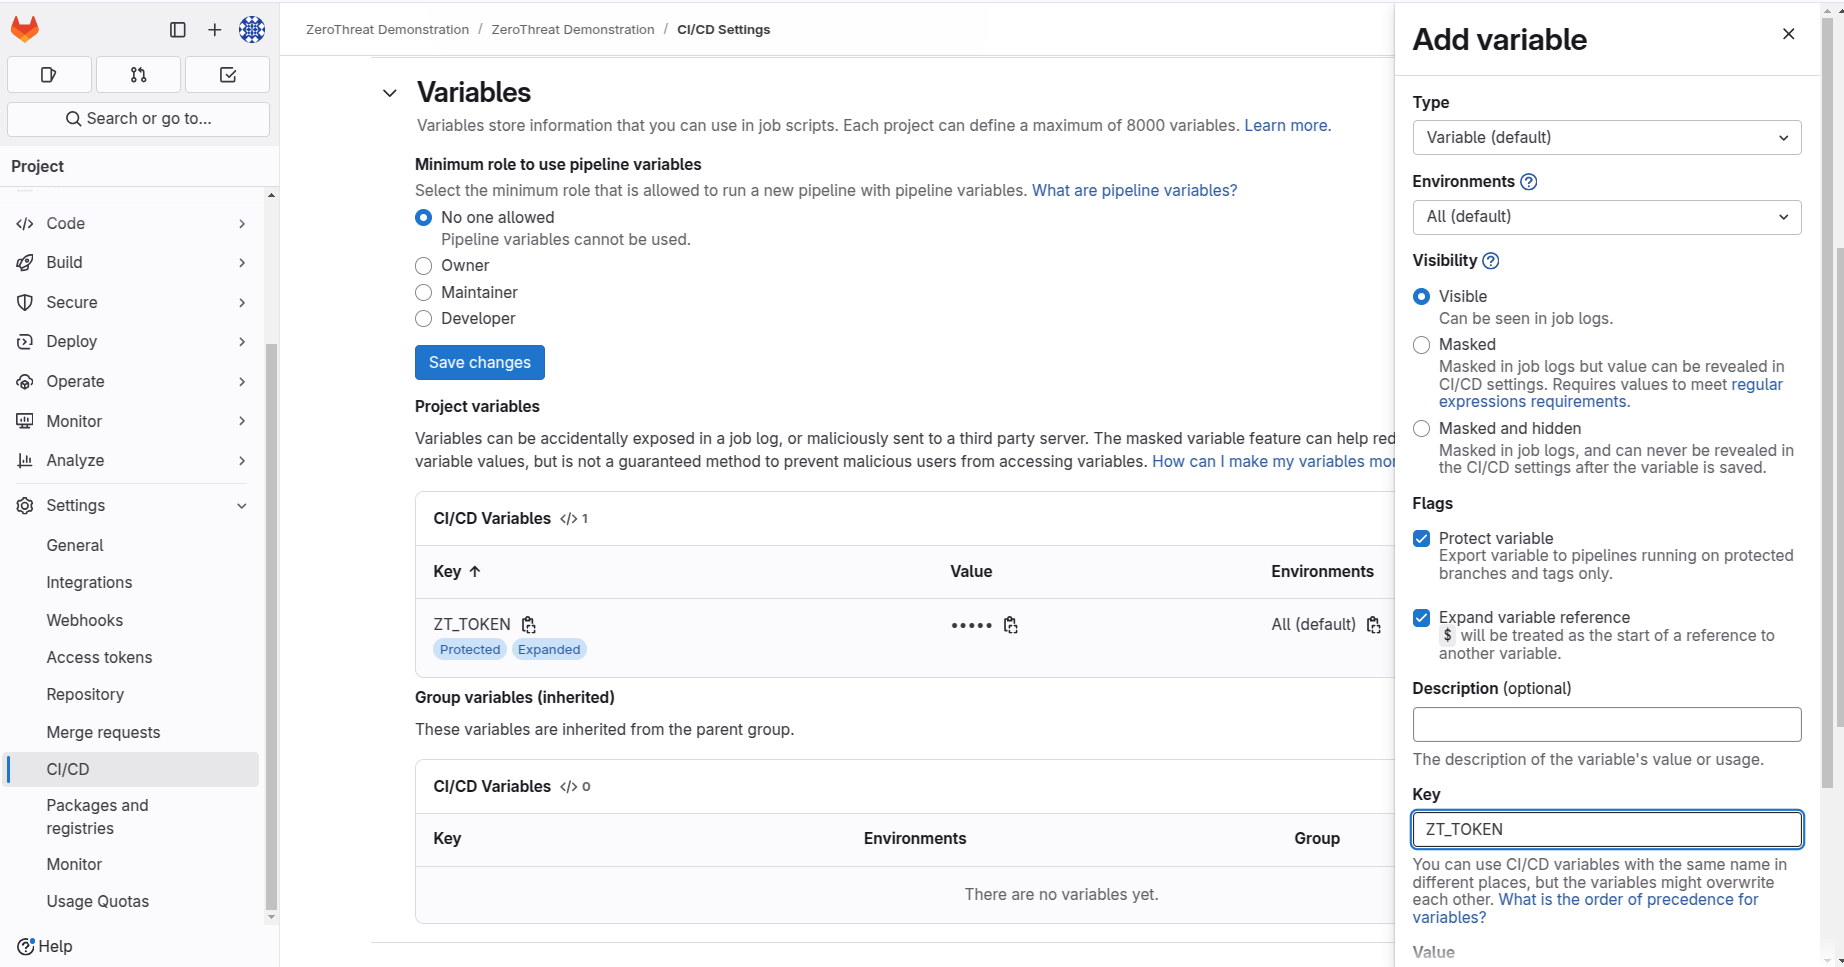 Search or go to...
Project
Code
Build
Secure
Deploy
Operate
Monitor
Analyze
Settings
General
Integrations
Webhooks
Access tokens
Repository
Merge requests
CI/CD
Packages and
registries
Monitor
Usage Quotas
Help
ZeroThreat Demonstration / ZeroThreat Demonstration / CI/CD Settings
Variables
Variables store information that you can use in job scripts. Each project can define a maximum of 8000 variables. Learn more.
Minimum role to use pipeline variables
Select the minimum role that is allowed to run a new pipeline with pipeline variables. What are pipeline variables?
No one allowed
Pipeline variables cannot be used.
Owner
Maintainer
Developer
Save changes
Project variables
Variables can be accidentally exposed in a job log, or maliciously sent to a third party server. The masked variable feature can help red
variable values, but is not a guaranteed method to prevent malicious users from accessing variables. How can I make my variables mor
CI/CD Variables </> 1
Key ↑ Value Environments
ZT_TOKEN ••••• All (default)
Protected Expanded
Group variables (inherited)
These variables are inherited from the parent group.
CI/CD Variables </> 0
Key Environments Group
There are no variables yet.
Add variable
Type
Variable (default)
Environments
All (default)
Visibility
Visible
Can be seen in job logs.
Masked
Masked in job logs but value can be revealed in
CI/CD settings. Requires values to meet regular
expressions requirements.
Masked and hidden
Masked in job logs, and can never be revealed in
the CI/CD settings after the variable is saved.
Flags
Protect variable
Export variable to pipelines running on protected
branches and tags only.
Expand variable reference
$ will be treated as the start of a reference to
another variable.
Description (optional)
The description of the variable's value or usage.
Key
ZT_TOKEN
You can use CI/CD variables with the same name in
different places, but the variables might overwrite
each other. What is the order of precedence for
variables?
Value